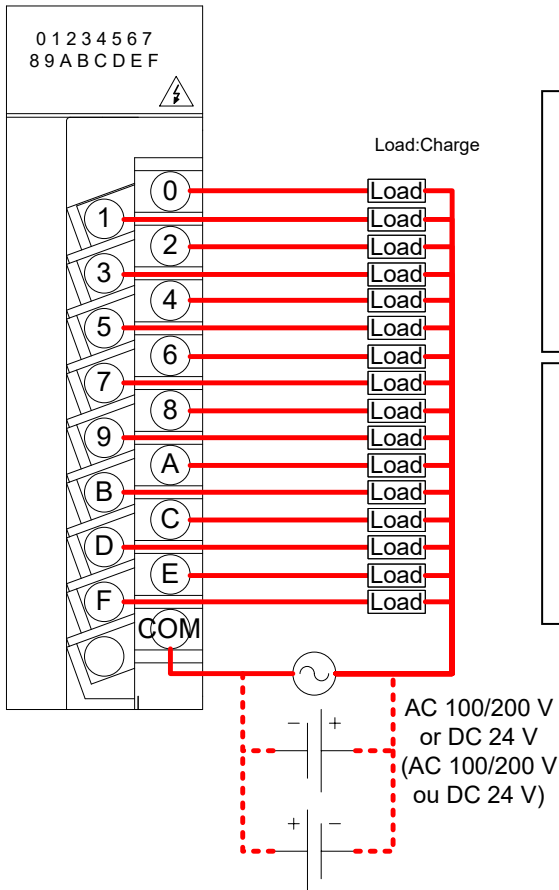 0 1 2 3 4 5 6 7
8 9 A B C D E F
Load:Charge
0 Load
1 Load
2 Load
3 Load
4 Load
5 Load
6 Load
7 Load
8 Load
9 Load
A Load
B Load
C Load
D Load
E Load
F Load
COM
AC 100/200 V
or DC 24 V
(AC 100/200 V
ou DC 24 V)
− +
+ −